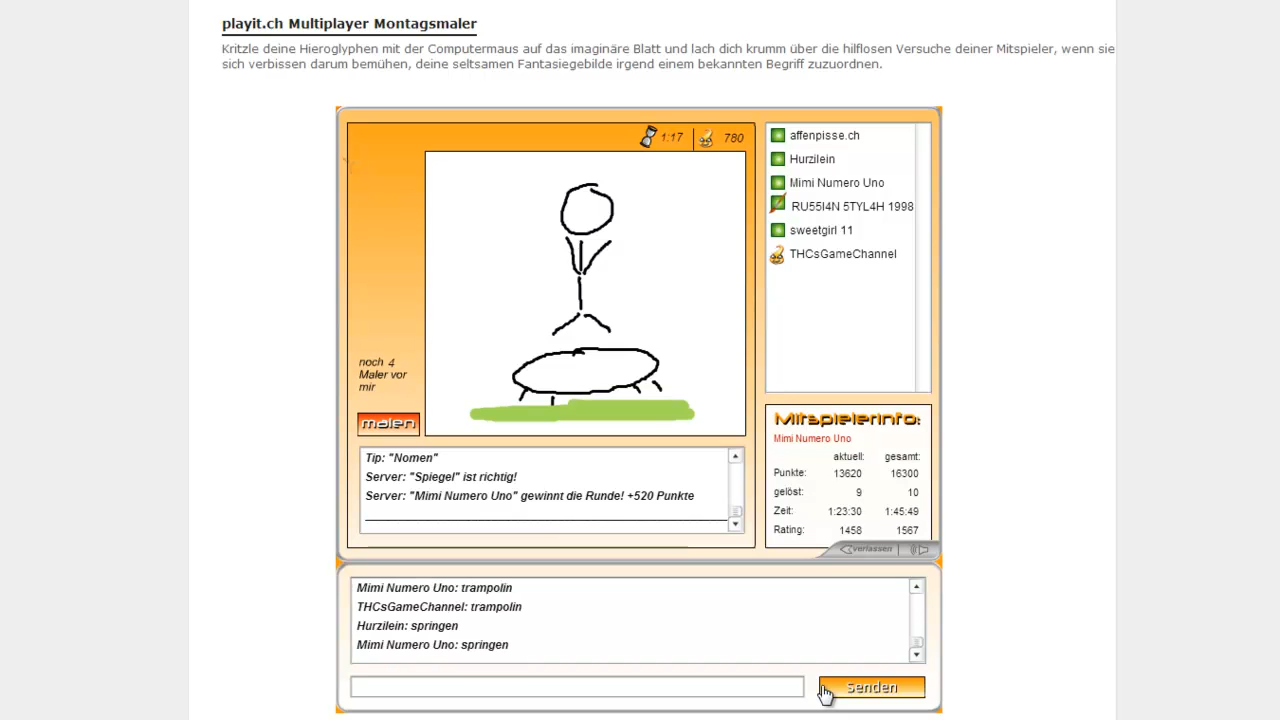 playit.ch Multiplayer Montagsmaler
Kritzle deine Hieroglyphen mit der Computermaus auf das imaginäre Blatt und lach dich krumm über die hilflosen Versuche deiner Mitspieler, wenn sie
sich verbissen darum bemühen, deine seltsamen Fantasiegebilde irgend einem bekannten Begriff zuzuordnen.
1:17
780
noch 4
Maler vor
mir
malen
Tip: "Nomen"
Server: "Spiegel" ist richtig!
Server: "Mimi Numero Uno" gewinnt die Runde! +520 Punkte
affenpisse.ch
Hurzilein
Mimi Numero Uno
RU55I4N 5TYL4H 1998
sweetgirl 11
THCsGameChannel
Mitspielerinfo:
Mimi Numero Uno
aktuell: gesamt:
Punkte: 13620 16300
gelöst: 9 10
Zeit: 1:23:30 1:45:49
Rating: 1458 1567
verlassen
Mimi Numero Uno: trampolin
THCsGameChannel: trampolin
Hurzilein: springen
Mimi Numero Uno: springen
Senden